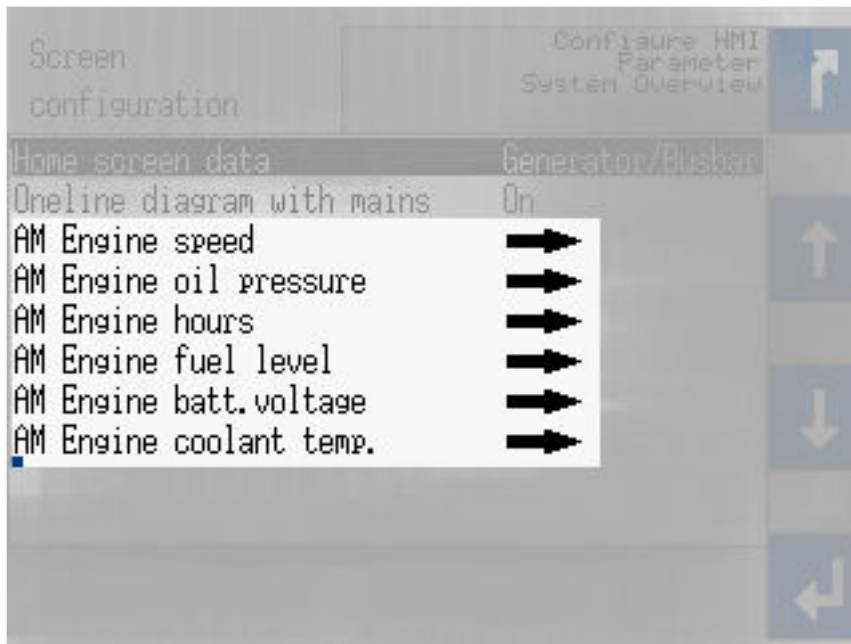 Screen
configuration
Configure HMI
Parameter
System Overview
Home screen data Generator/Busbar
Oneline diagram with mains On
AM Engine speed
AM Engine oil pressure
AM Engine hours
AM Engine fuel level
AM Engine batt.voltage
AM Engine coolant temp.